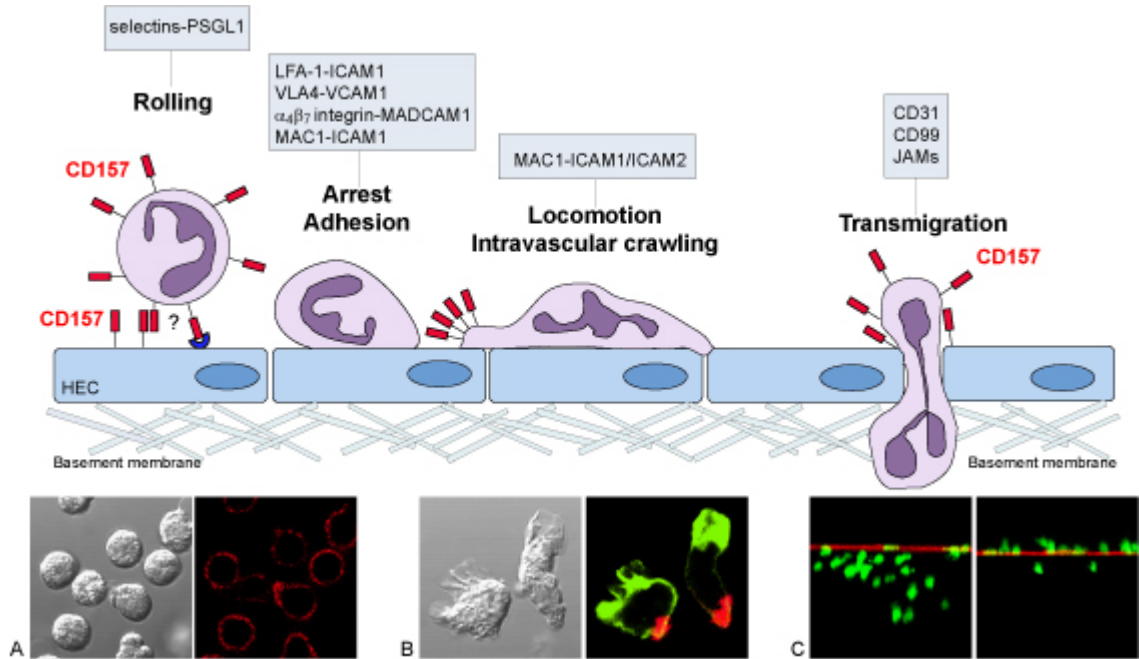 selectins-PSGL1
Rolling
LFA-1-ICAM1
VLA4-VCAM1
α4β7 integrin-MADCAM1
MAC1-ICAM1
Arrest
Adhesion
MAC1-ICAM1/ICAM2
Locomotion
Intravascular crawling
CD31
CD99
JAMs
Transmigration
CD157
CD157
CD157
?
HEC
Basement membrane
Basement membrane
A
B
C